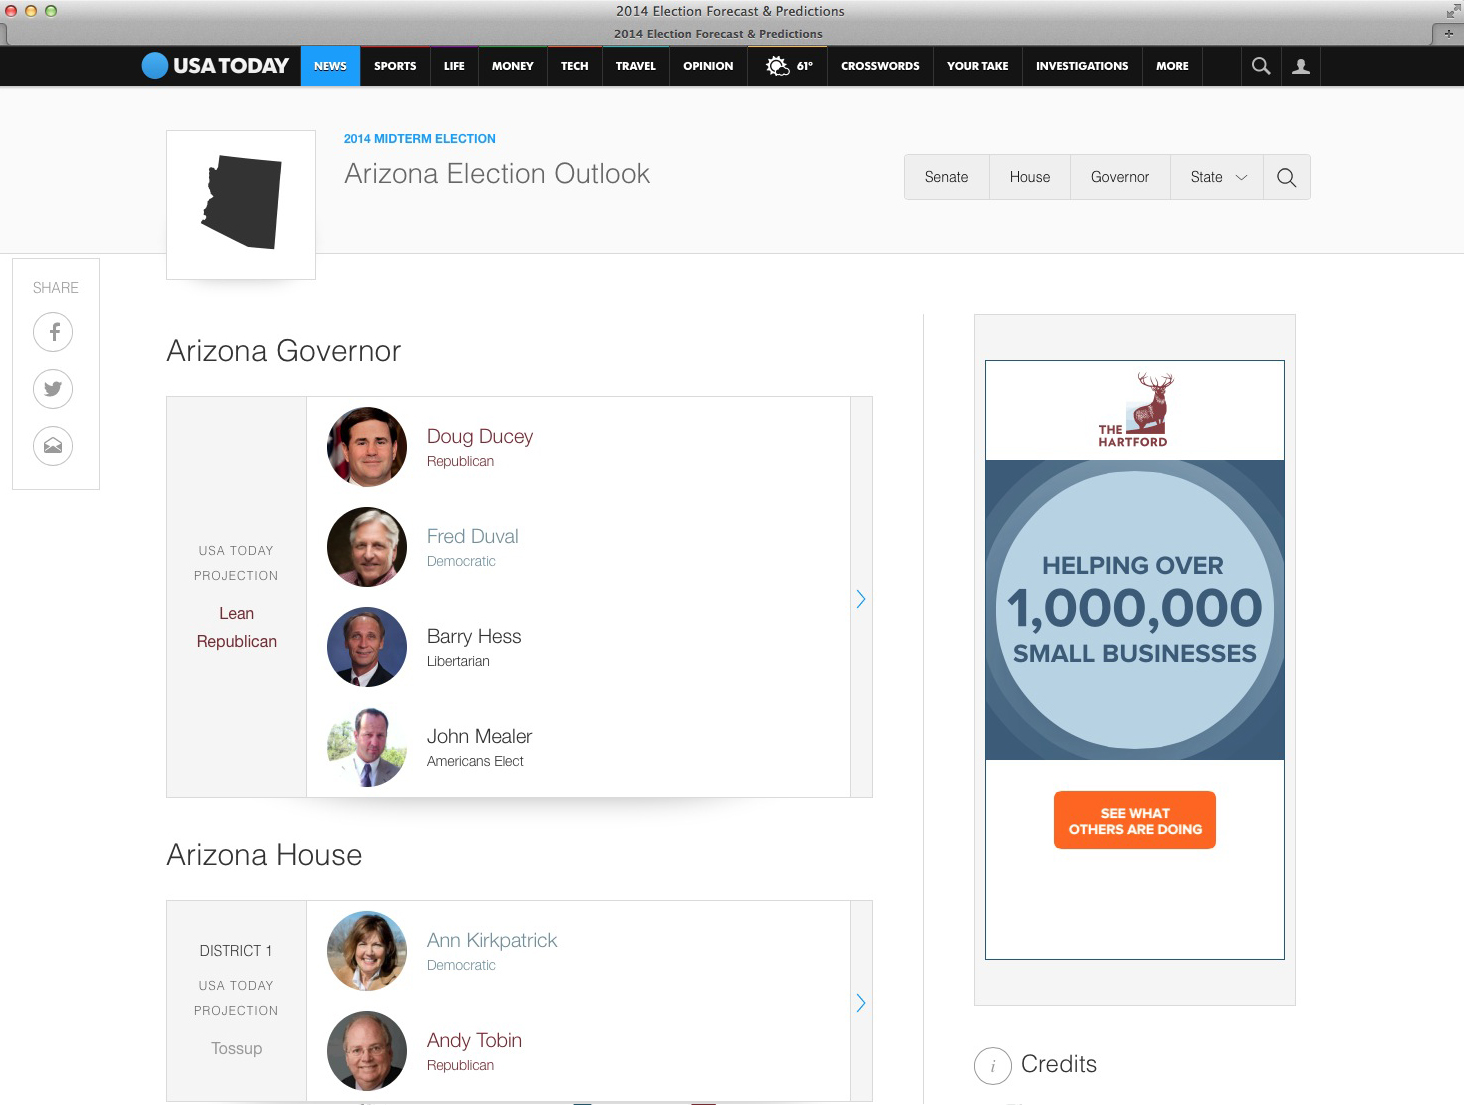 2014 Election Forecast & Predictions
2014 Election Forecast & Predictions
USA TODAY NEWS SPORTS LIFE MONEY TECH TRAVEL OPINION 61° CROSSWORDS YOUR TAKE INVESTIGATIONS MORE
2014 MIDTERM ELECTION
Arizona Election Outlook
Senate House Governor State
SHARE
Arizona Governor
USA TODAY
PROJECTION
Lean
Republican
Doug Ducey
Republican
Fred Duval
Democratic
Barry Hess
Libertarian
John Mealer
Americans Elect
Arizona House
DISTRICT 1
USA TODAY
PROJECTION
Tossup
Ann Kirkpatrick
Democratic
Andy Tobin
Republican
THE
HARTFORD
HELPING OVER
1,000,000
SMALL BUSINESSES
SEE WHAT
OTHERS ARE DOING
i Credits